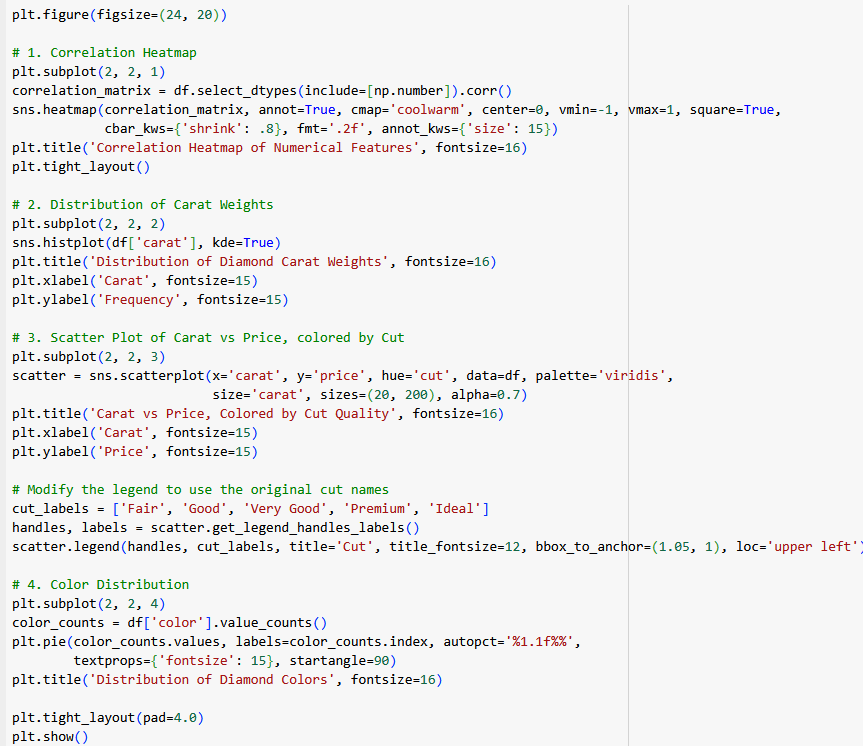 plt.figure(figsize=(24, 20))

# 1. Correlation Heatmap
plt.subplot(2, 2, 1)
correlation_matrix = df.select_dtypes(include=[np.number]).corr()
sns.heatmap(correlation_matrix, annot=True, cmap='coolwarm', center=0, vmin=-1, vmax=1, square=True,
            cbar_kws={'shrink': .8}, fmt='.2f', annot_kws={'size': 15})
plt.title('Correlation Heatmap of Numerical Features', fontsize=16)
plt.tight_layout()

# 2. Distribution of Carat Weights
plt.subplot(2, 2, 2)
sns.histplot(df['carat'], kde=True)
plt.title('Distribution of Diamond Carat Weights', fontsize=16)
plt.xlabel('Carat', fontsize=15)
plt.ylabel('Frequency', fontsize=15)

# 3. Scatter Plot of Carat vs Price, colored by Cut
plt.subplot(2, 2, 3)
scatter = sns.scatterplot(x='carat', y='price', hue='cut', data=df, palette='viridis',
                          size='carat', sizes=(20, 200), alpha=0.7)
plt.title('Carat vs Price, Colored by Cut Quality', fontsize=16)
plt.xlabel('Carat', fontsize=15)
plt.ylabel('Price', fontsize=15)

# Modify the legend to use the original cut names
cut_labels = ['Fair', 'Good', 'Very Good', 'Premium', 'Ideal']
handles, labels = scatter.get_legend_handles_labels()
scatter.legend(handles, cut_labels, title='Cut', title_fontsize=12, bbox_to_anchor=(1.05, 1), loc='upper left')

# 4. Color Distribution
plt.subplot(2, 2, 4)
color_counts = df['color'].value_counts()
plt.pie(color_counts.values, labels=color_counts.index, autopct='%1.1f%%',
        textprops={'fontsize': 15}, startangle=90)
plt.title('Distribution of Diamond Colors', fontsize=16)

plt.tight_layout(pad=4.0)
plt.show()